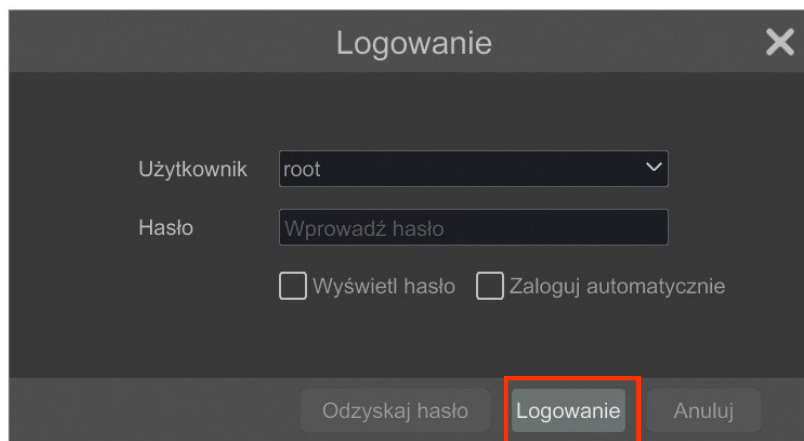 Logowanie
Użytkownik root
Hasło Wprowadź hasło
Wyświetl hasło Zaloguj automatycznie
Odzyskaj hasło Logowanie Anuluj